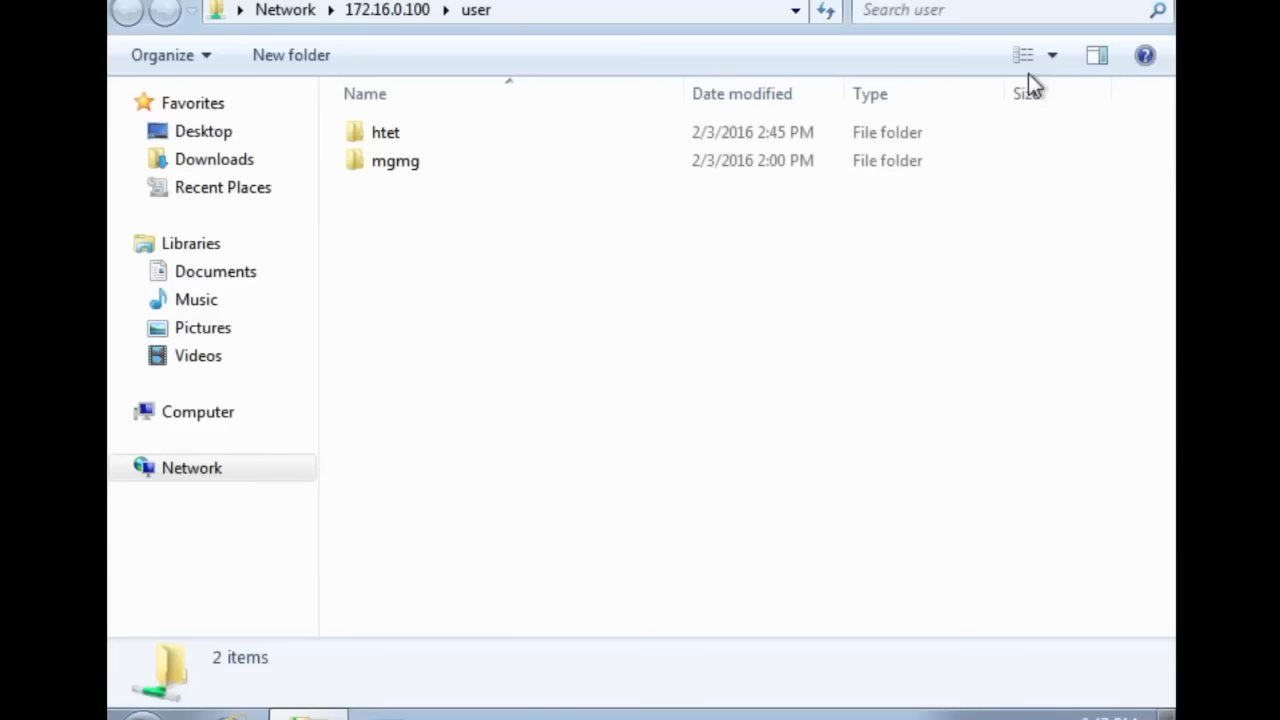 Network 172.16.0.100 user Search user
Organize New folder
Name Date modified Type
Favorites
Desktop
Downloads
Recent Places
Libraries
Documents
Music
Pictures
Videos
Computer
Network
htet 2/3/2016 2:45 PM File folder
mgmg 2/3/2016 2:00 PM File folder
2 items